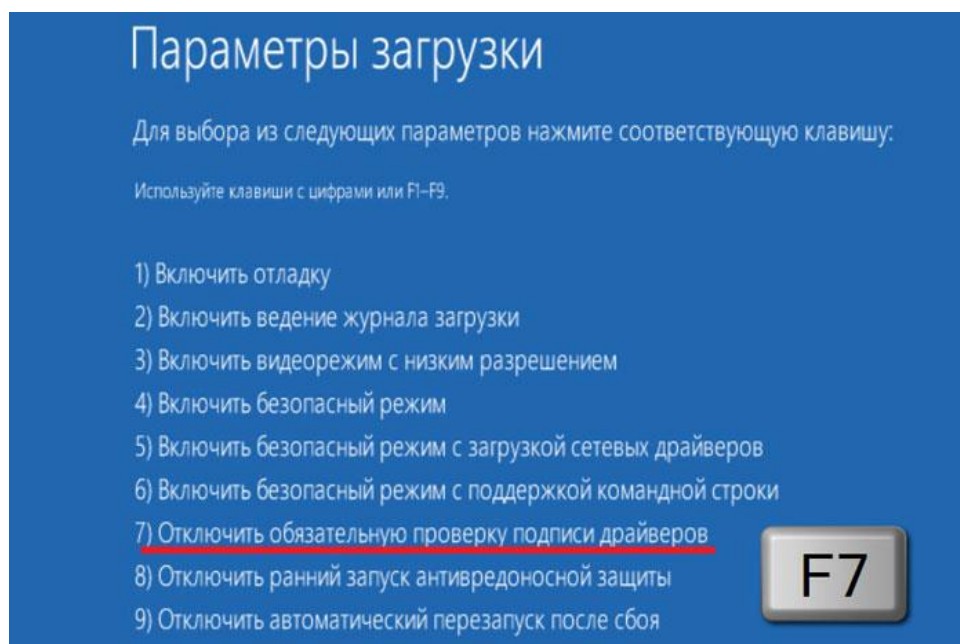 Параметры загрузки
Для выбора из следующих параметров нажмите соответствующую клавишу:
Используйте клавиши с цифрами или F1–F9.
1) Включить отладку
2) Включить ведение журнала загрузки
3) Включить видеорежим с низким разрешением
4) Включить безопасный режим
5) Включить безопасный режим с загрузкой сетевых драйверов
6) Включить безопасный режим с поддержкой командной строки
7) Отключить обязательную проверку подписи драйверов
8) Отключить ранний запуск антивредоносной защиты
F7
9) Отключить автоматический перезапуск после сбоя